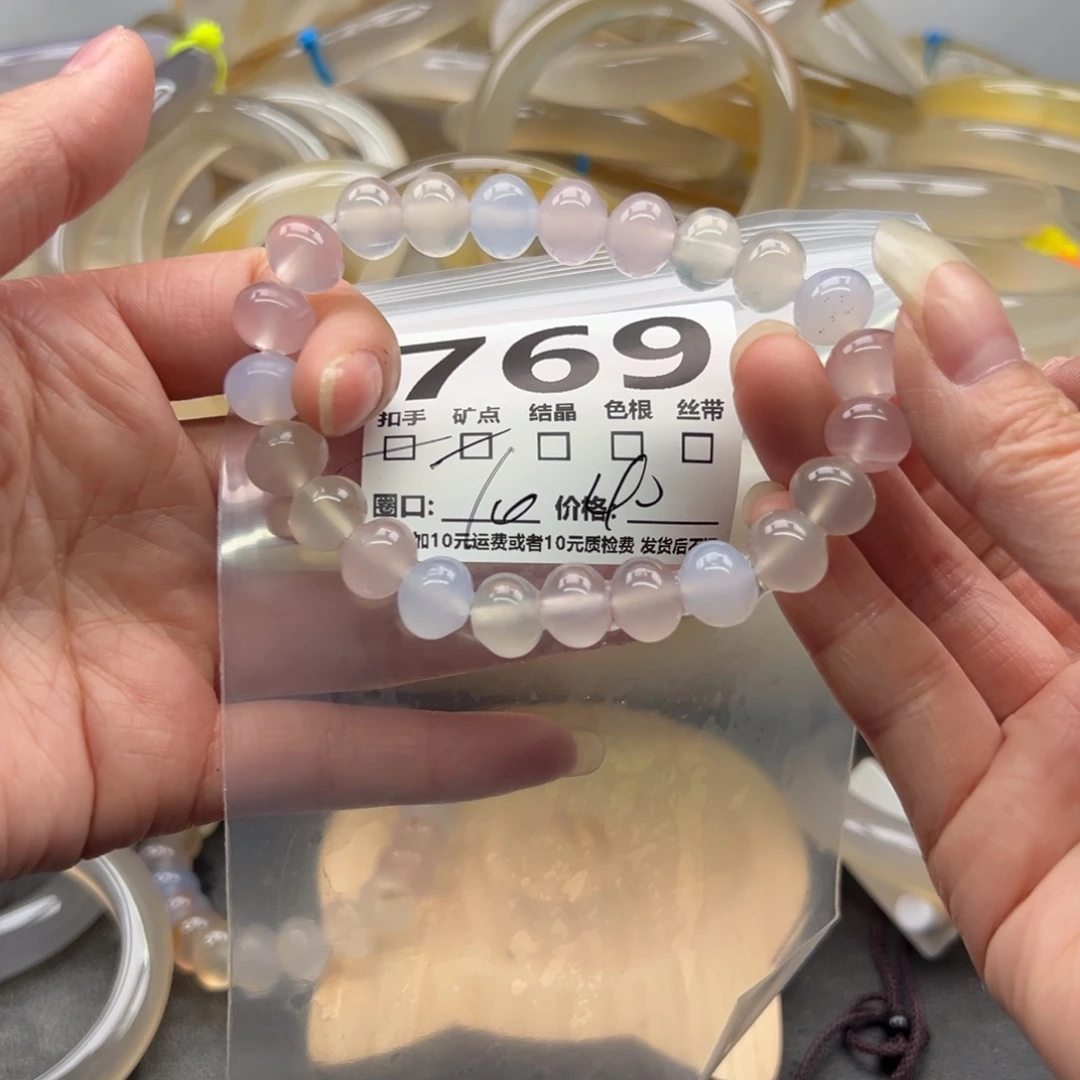 769
扣手 矿点 结晶 色根 丝带
圈口: 价格:
加10元运费或者10元质检费 发货后不